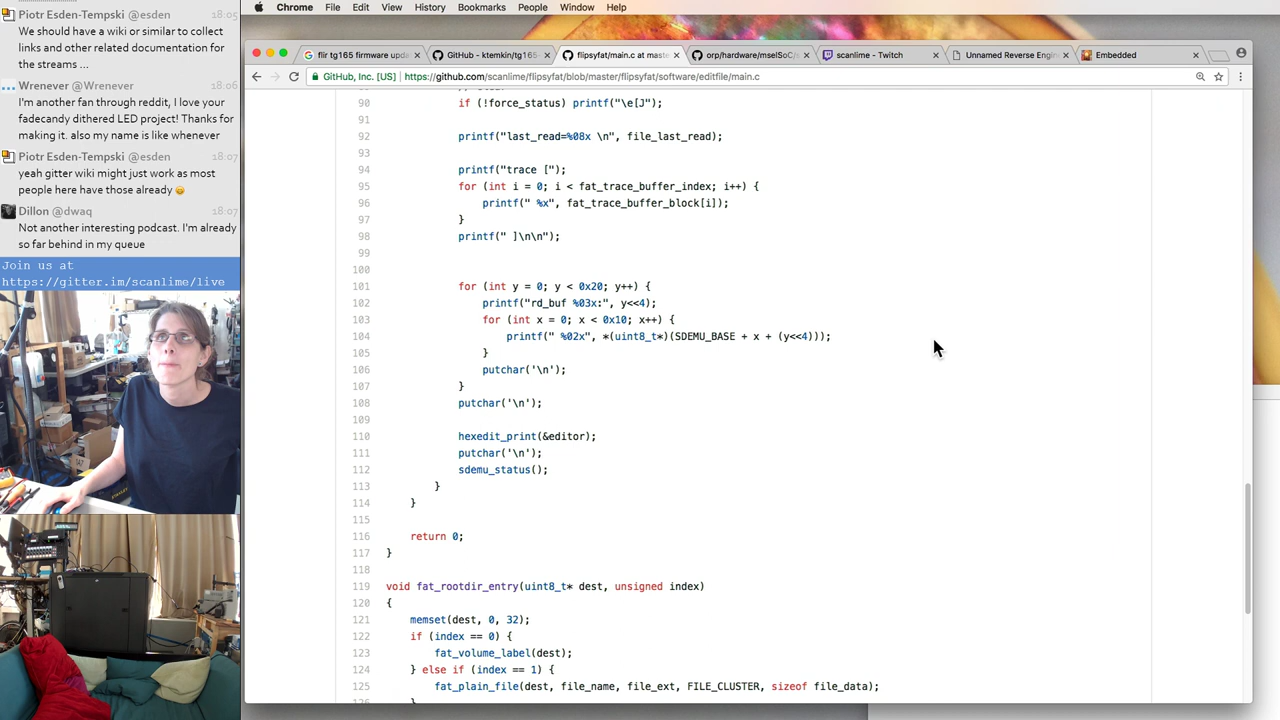 Piotr Esden-Tempski @esden 18:05
We should have a wiki or similar to collect
links and other related documentation for
the streams ...
Wrenever @Wrenever 18:06
I'm another fan through reddit, I love your
fadecandy dithered LED project! Thanks for
making it. also my name is like whenever
Piotr Esden-Tempski @esden 18:07
yeah gitter wiki might just work as most
people here have those already
Dillon @dwaq 18:07
Not another interesting podcast. I'm already
so far behind in my queue
Join us at
https://gitter.im/scanlime/live
Chrome File Edit View History Bookmarks People Window Help
flir tg165 firmware upda
GitHub - ktemkin/tg165-
flipsyfat/main.c at maste
orp/hardware/mselSoC/s
scanlime - Twitch
Unnamed Reverse Engin
Embedded
GitHub, Inc. [US] https://github.com/scanlime/flipsyfat/blob/master/flipsyfat/software/editfile/main.c
90 if (!force_status) printf("\e[J");
91
92 printf("last_read=%08x \n", file_last_read);
93
94 printf("trace [");
95 for (int i = 0; i < fat_trace_buffer_index; i++) {
96 printf(" %x", fat_trace_buffer_block[i]);
97 }
98 printf(" ]\n\n");
99
100
101 for (int y = 0; y < 0x20; y++) {
102 printf("rd_buf %03x:", y<<4);
103 for (int x = 0; x < 0x10; x++) {
104 printf(" %02x", *(uint8_t*)(SDEMU_BASE + x + (y<<4)));
105 }
106 putchar('\n');
107 }
108 putchar('\n');
109
110 hexedit_print(&editor);
111 putchar('\n');
112 sdemu_status();
113 }
114 }
115
116 return 0;
117 }
118
119 void fat_rootdir_entry(uint8_t* dest, unsigned index)
120 {
121 memset(dest, 0, 32);
122 if (index == 0) {
123 fat_volume_label(dest);
124 } else if (index == 1) {
125 fat_plain_file(dest, file_name, file_ext, FILE_CLUSTER, sizeof file_data);